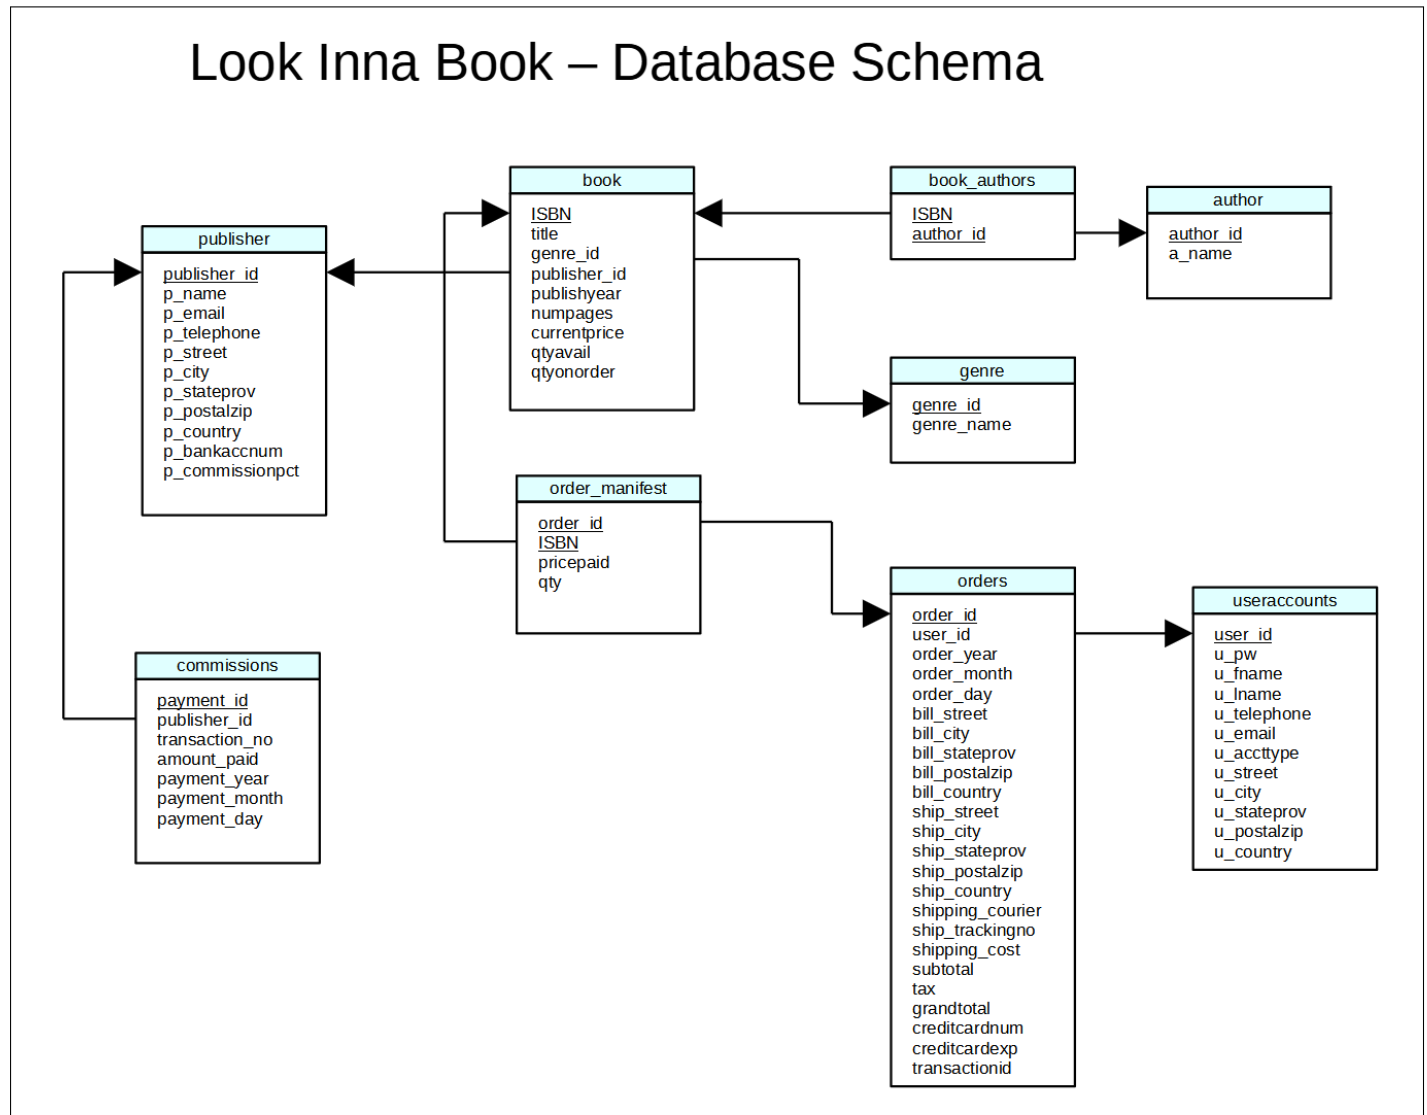 Look Inna Book – Database Schema
book
ISBN
title
genre_id
publisher_id
publishyear
numpages
currentprice
qtyavail
qtyonorder
book_authors
ISBN
author_id
author
author_id
a_name
publisher
publisher_id
p_name
p_email
p_telephone
p_street
p_city
p_stateprov
p_postalzip
p_country
p_bankaccnum
p_commissionpct
genre
genre_id
genre_name
order_manifest
order_id
ISBN
pricepaid
qty
orders
order_id
user_id
order_year
order_month
order_day
bill_street
bill_city
bill_stateprov
bill_postalzip
bill_country
ship_street
ship_city
ship_stateprov
ship_postalzip
ship_country
shipping_courier
ship_trackingno
shipping_cost
subtotal
tax
grandtotal
creditcardnum
creditcardexp
transactionid
useraccounts
user_id
u_pw
u_fname
u_lname
u_telephone
u_email
u_accttype
u_street
u_city
u_stateprov
u_postalzip
u_country
commissions
payment_id
publisher_id
transaction_no
amount_paid
payment_year
payment_month
payment_day